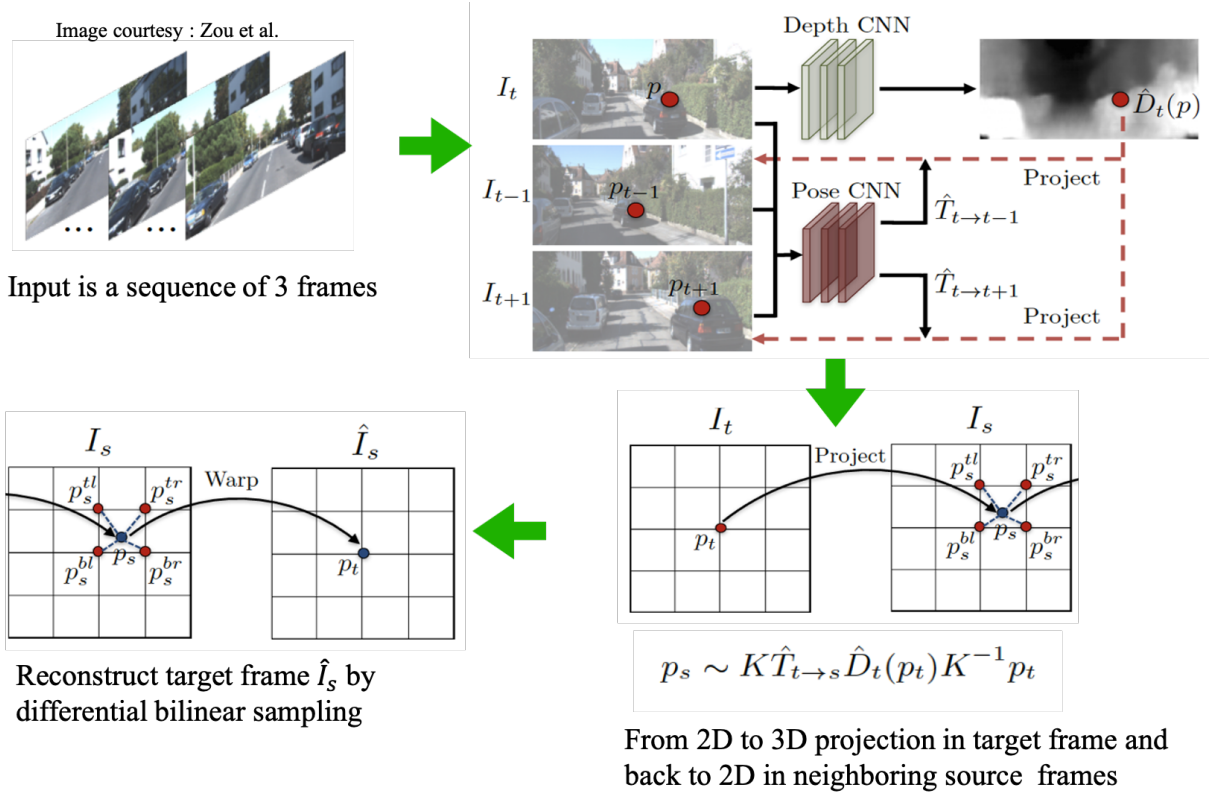 Image courtesy : Zou et al.
... ...
Input is a sequence of 3 frames
Depth CNN
I_t
p
D̂_t(p)
I_{t−1}
p_{t−1}
Pose CNN
Project
T̂_{t→t−1}
I_{t+1}
p_{t+1}
T̂_{t→t+1}
Project
I_t
I_s
Project
p_s^{tl}
p_s^{tr}
p_t
p_s^{bl}
p_s
p_s^{br}
p_s ∼ K T̂_{t→s} D̂_t(p_t) K^{−1} p_t
From 2D to 3D projection in target frame and
back to 2D in neighboring source frames
I_s
Î_s
Warp
p_s^{tl}
p_s^{tr}
p_s^{bl}
p_s
p_s^{br}
p_t
Reconstruct target frame Î_s by
differential bilinear sampling